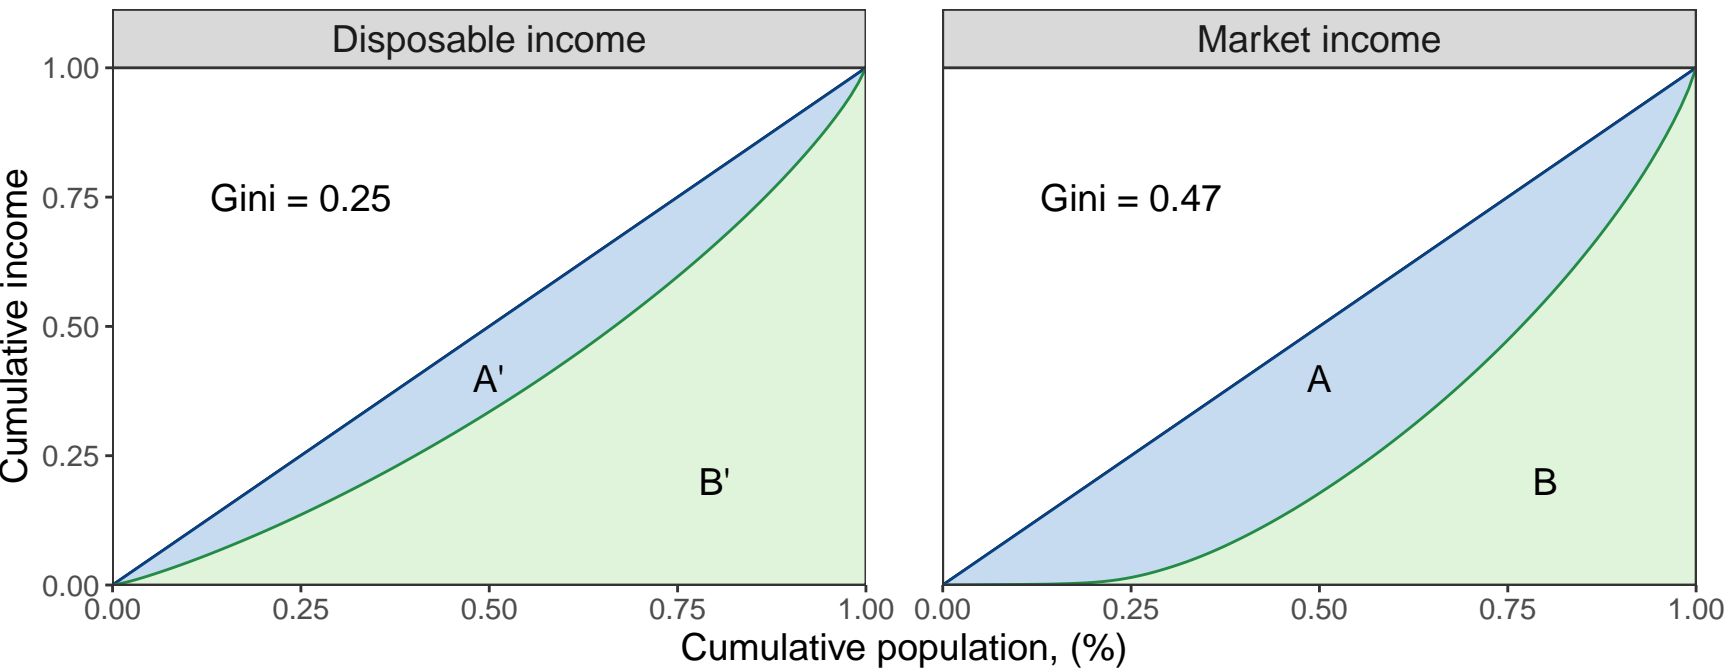 Disposable income
Market income
Cumulative income
1.00
0.75
0.50
0.25
0.00
Gini = 0.25
A'
B'
Gini = 0.47
A
B
0.00 0.25 0.50 0.75 1.00
0.00 0.25 0.50 0.75 1.00
Cumulative population, (%)